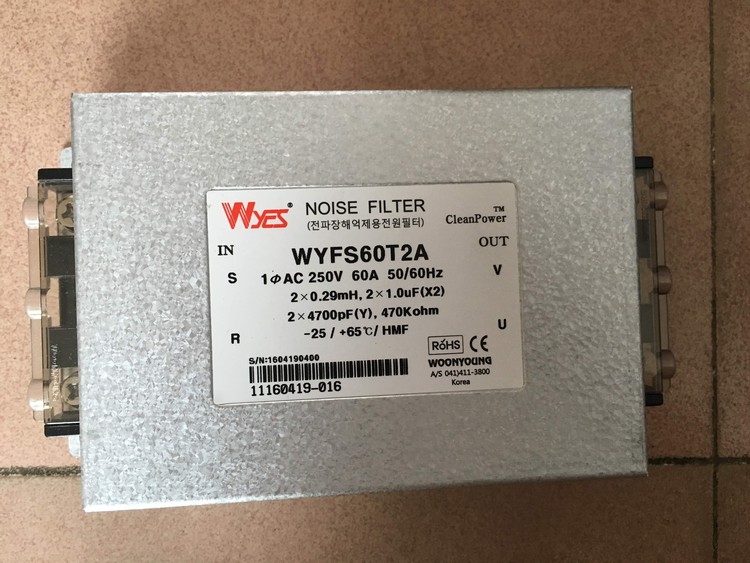 WYES® NOISE FILTER
(전파장해억제용전원필터)
CleanPower™
IN
OUT
WYFS60T2A
S
1ΦAC 250V 60A 50/60Hz
V
2×0.29mH, 2×1.0uF(X2)
2×4700pF(Y), 470Kohm
R
-25 / +65℃/ HMF
U
RoHS CE
S/N:1604190400
WOONYOUNG
A/S 041)411-3800
Korea
11160419-016